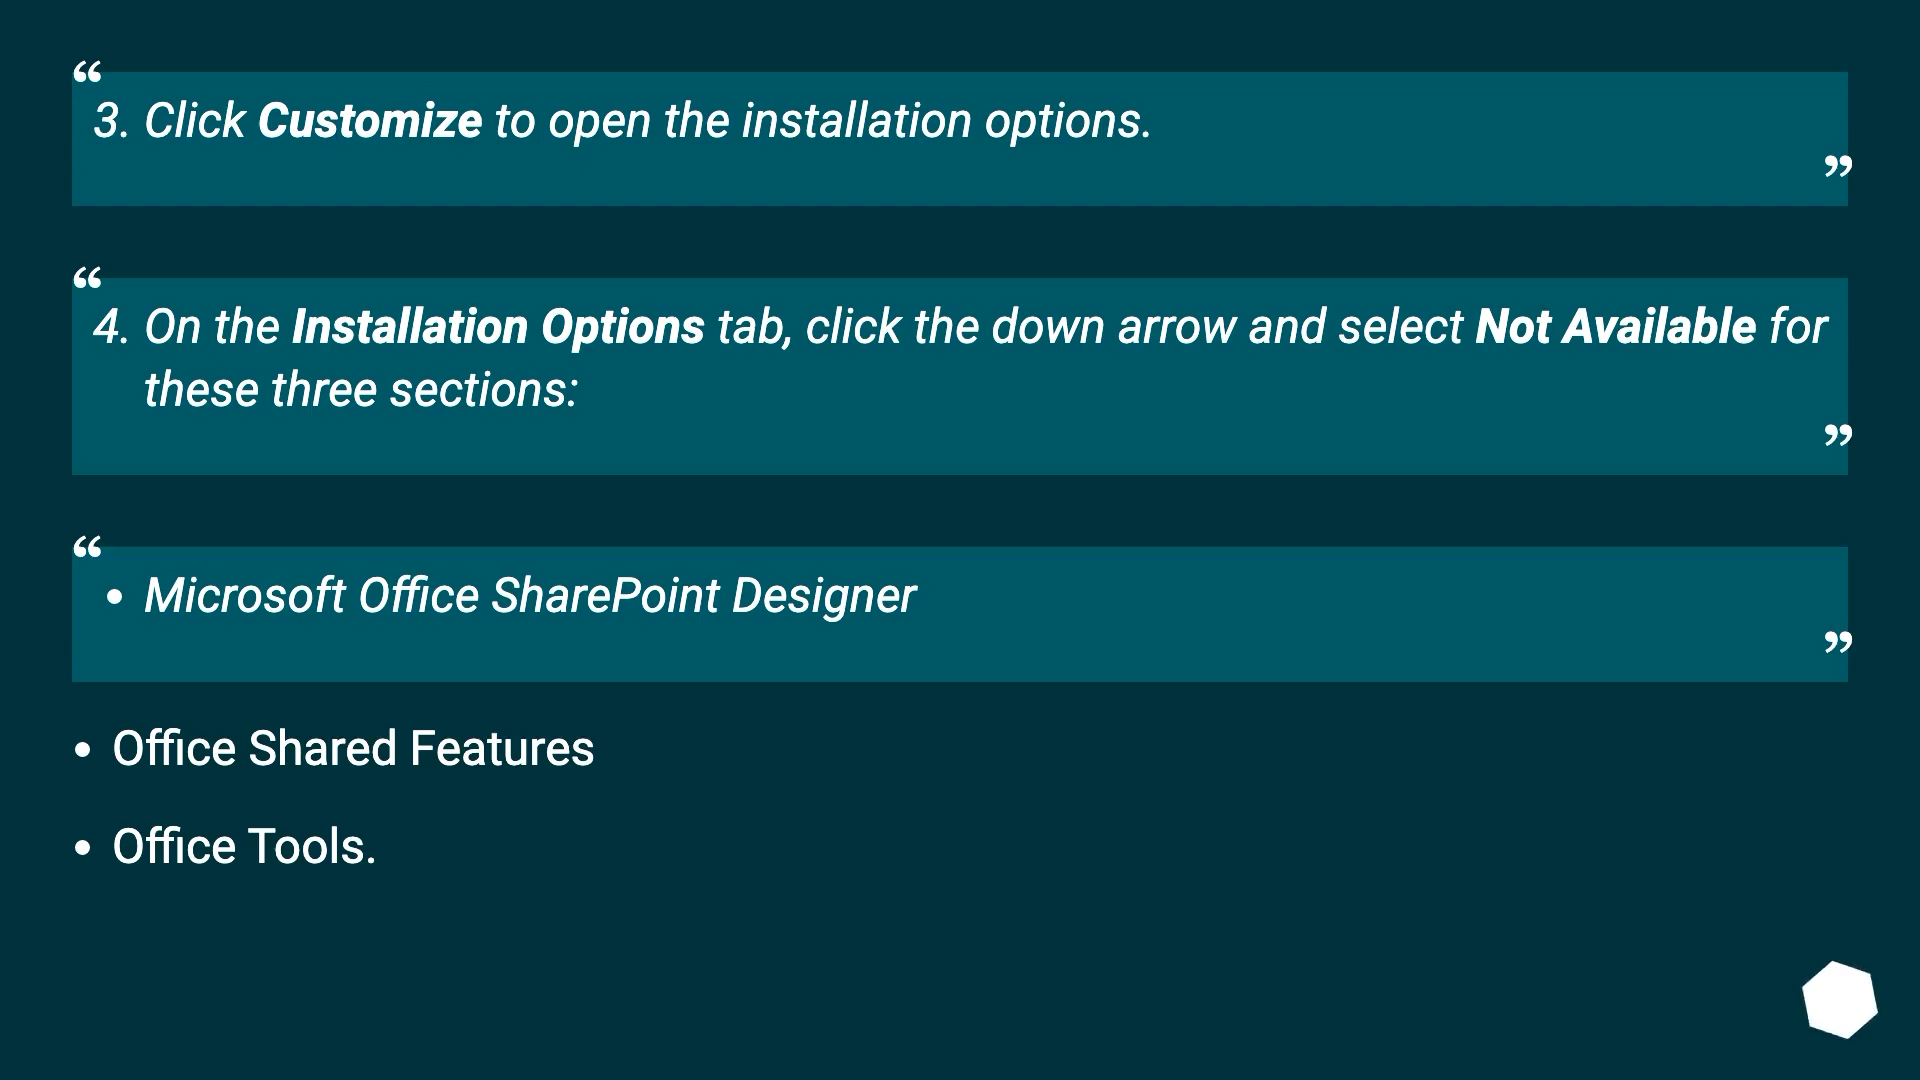 “
3. Click Customize to open the installation options.
”
“
4. On the Installation Options tab, click the down arrow and select Not Available for
these three sections:
”
“
• Microsoft Office SharePoint Designer
”
• Office Shared Features
• Office Tools.